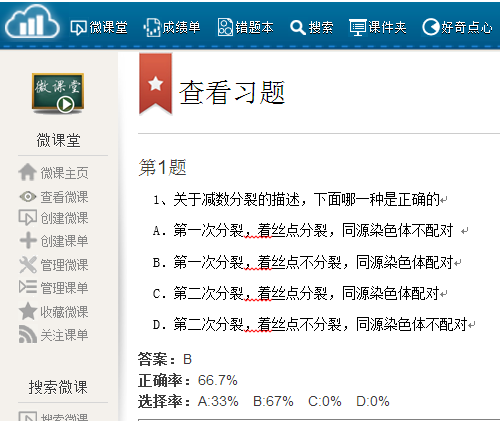 微课堂 成绩单 错题本 搜索 课件夹 好奇点心
微课堂
查看习题
微课堂
微课主页
查看微课
创建微课
创建课单
管理微课
管理课单
收藏微课
关注课单
搜索微课
搜索微课
第1题
1、关于减数分裂的描述，下面哪一种是正确的
A．第一次分裂，着丝点分裂，同源染色体不配对
B．第一次分裂，着丝点不分裂，同源染色体配对
C．第二次分裂，着丝点分裂，同源染色体配对
D．第二次分裂，着丝点不分裂，同源染色体不配对
答案：B
正确率：66.7%
选择率：A:33% B:67% C:0% D:0%